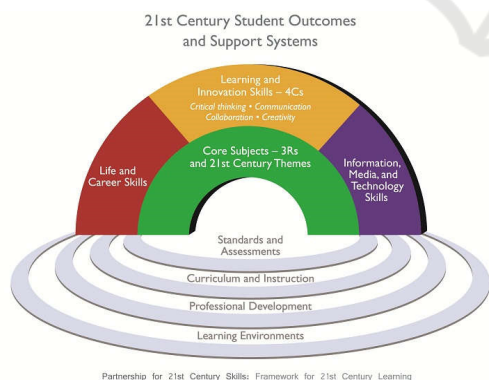 21st Century Student Outcomes
and Support Systems
Learning and
Innovation Skills – 4Cs
Critical thinking • Communication
Collaboration • Creativity
Core Subjects – 3Rs
and 21st Century Themes
Life and
Career Skills
Information,
Media, and
Technology
Skills
Standards and
Assessments
Curriculum and Instruction
Professional Development
Learning Environments
Partnership for 21st Century Skills: Framework for 21st Century Learning